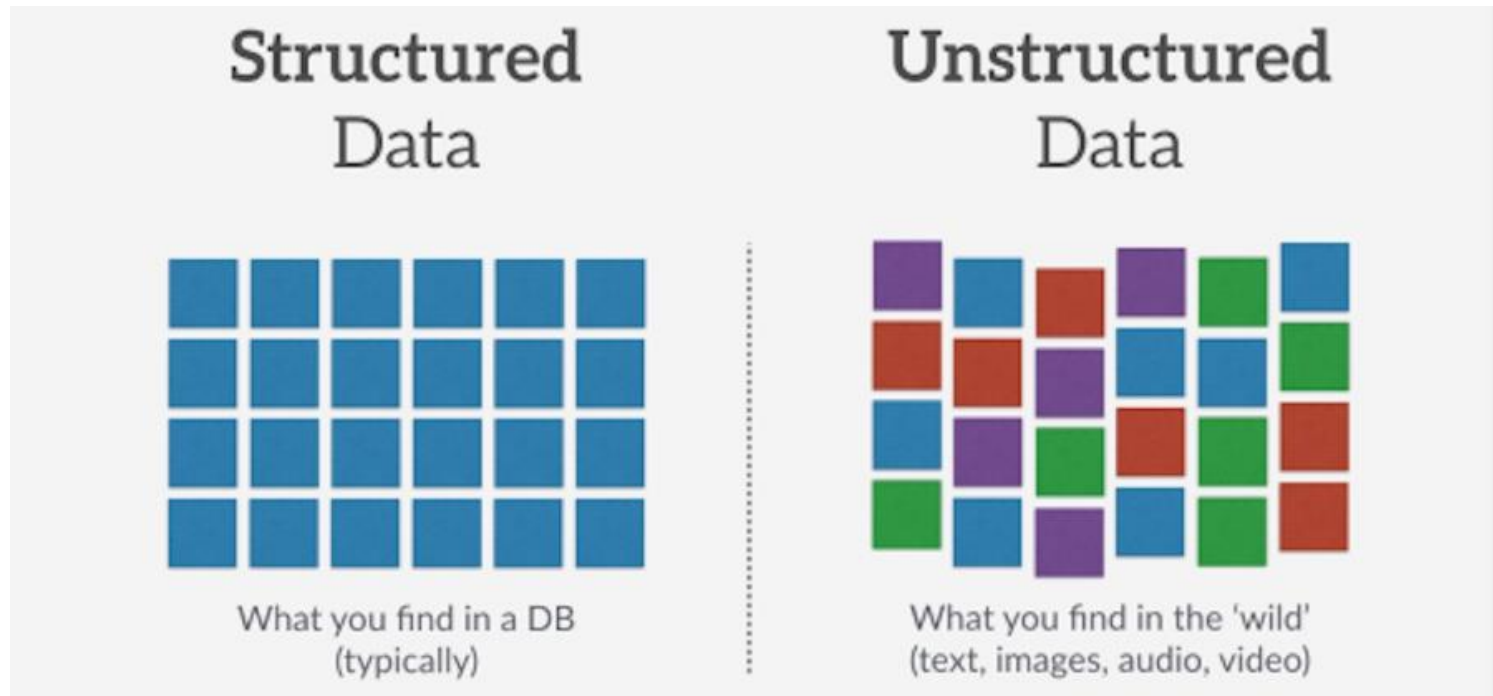 Structured
Data
What you find in a DB
(typically)
Unstructured
Data
What you find in the ‘wild’
(text, images, audio, video)